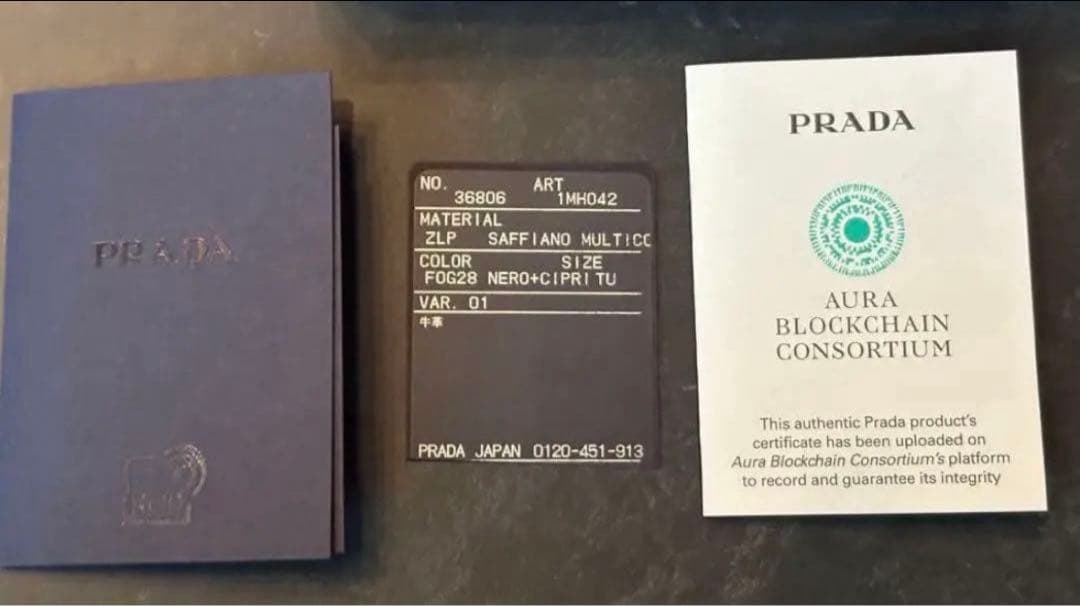 PRADA
NO. ART
36806 1MH042
MATERIAL
ZLP SAFFIANO MULTICO
COLOR SIZE
F0G28 NERO+CIPRI TU
VAR. 01
牛革
PRADA JAPAN 0120-451-913
PRADA
AURA
BLOCKCHAIN
CONSORTIUM
This authentic Prada product's
certificate has been uploaded on
Aura Blockchain Consortium's platform
to record and guarantee its integrity